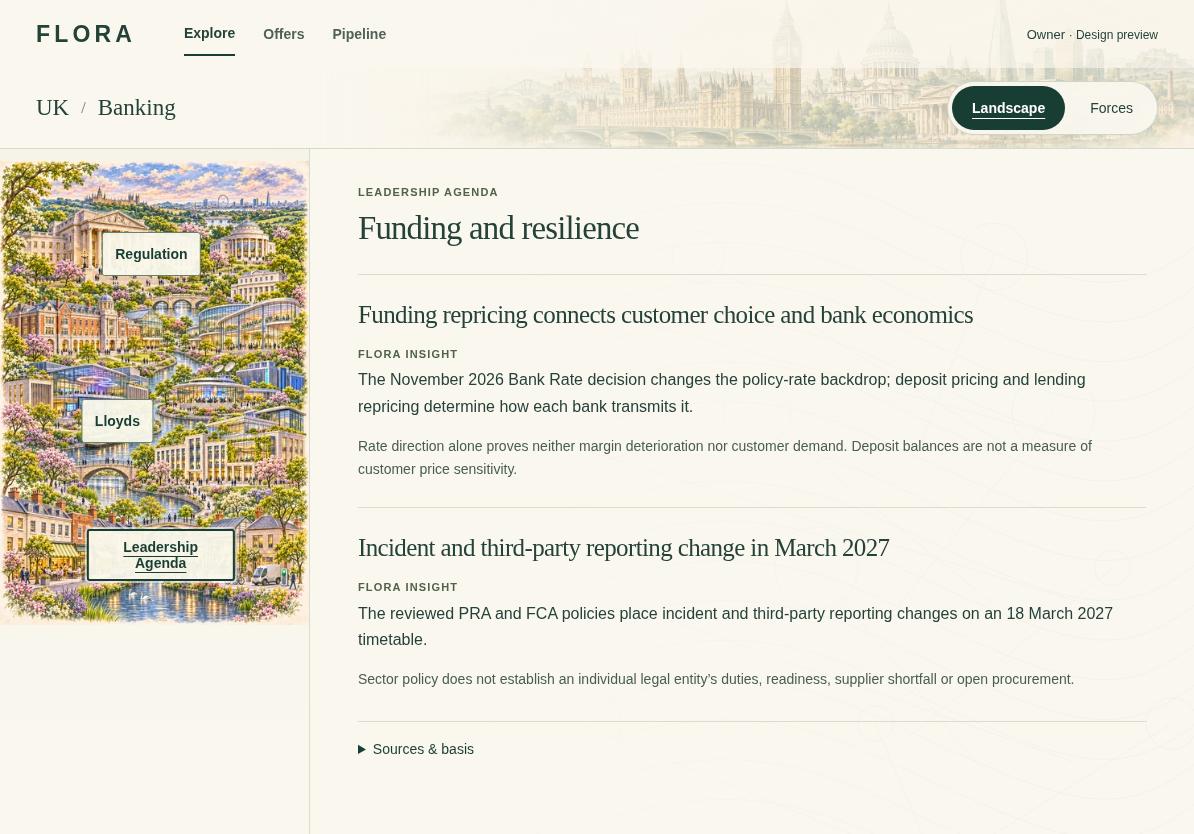 FLORA
Explore
Offers
Pipeline
Owner · Design preview
UK / Banking
Landscape
Forces
Regulation
Lloyds
Leadership
Agenda
LEADERSHIP AGENDA
Funding and resilience
Funding repricing connects customer choice and bank economics
FLORA INSIGHT
The November 2026 Bank Rate decision changes the policy-rate backdrop; deposit pricing and lending
repricing determine how each bank transmits it.
Rate direction alone proves neither margin deterioration nor customer demand. Deposit balances are not a measure of
customer price sensitivity.
Incident and third-party reporting change in March 2027
FLORA INSIGHT
The reviewed PRA and FCA policies place incident and third-party reporting changes on an 18 March 2027
timetable.
Sector policy does not establish an individual legal entity’s duties, readiness, supplier shortfall or open procurement.
Sources & basis